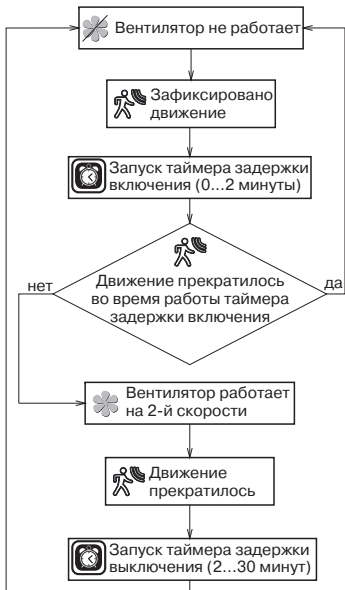 Вентилятор не работает
Зафиксировано
движение
Запуск таймера задержки
включения (0...2 минуты)
нет
да
Движение прекратилось
во время работы таймера
задержки включения
Вентилятор работает
на 2-й скорости
Движение
прекратилось
Запуск таймера задержки
выключения (2...30 минут)